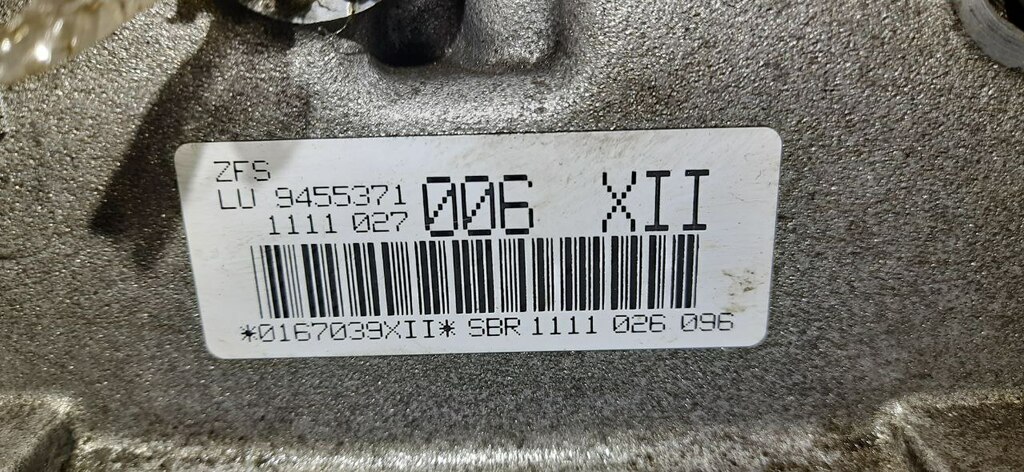 ZFS
LU 9455371
1111 027 006 XII
*0167039XII* SBR 1111 026 096